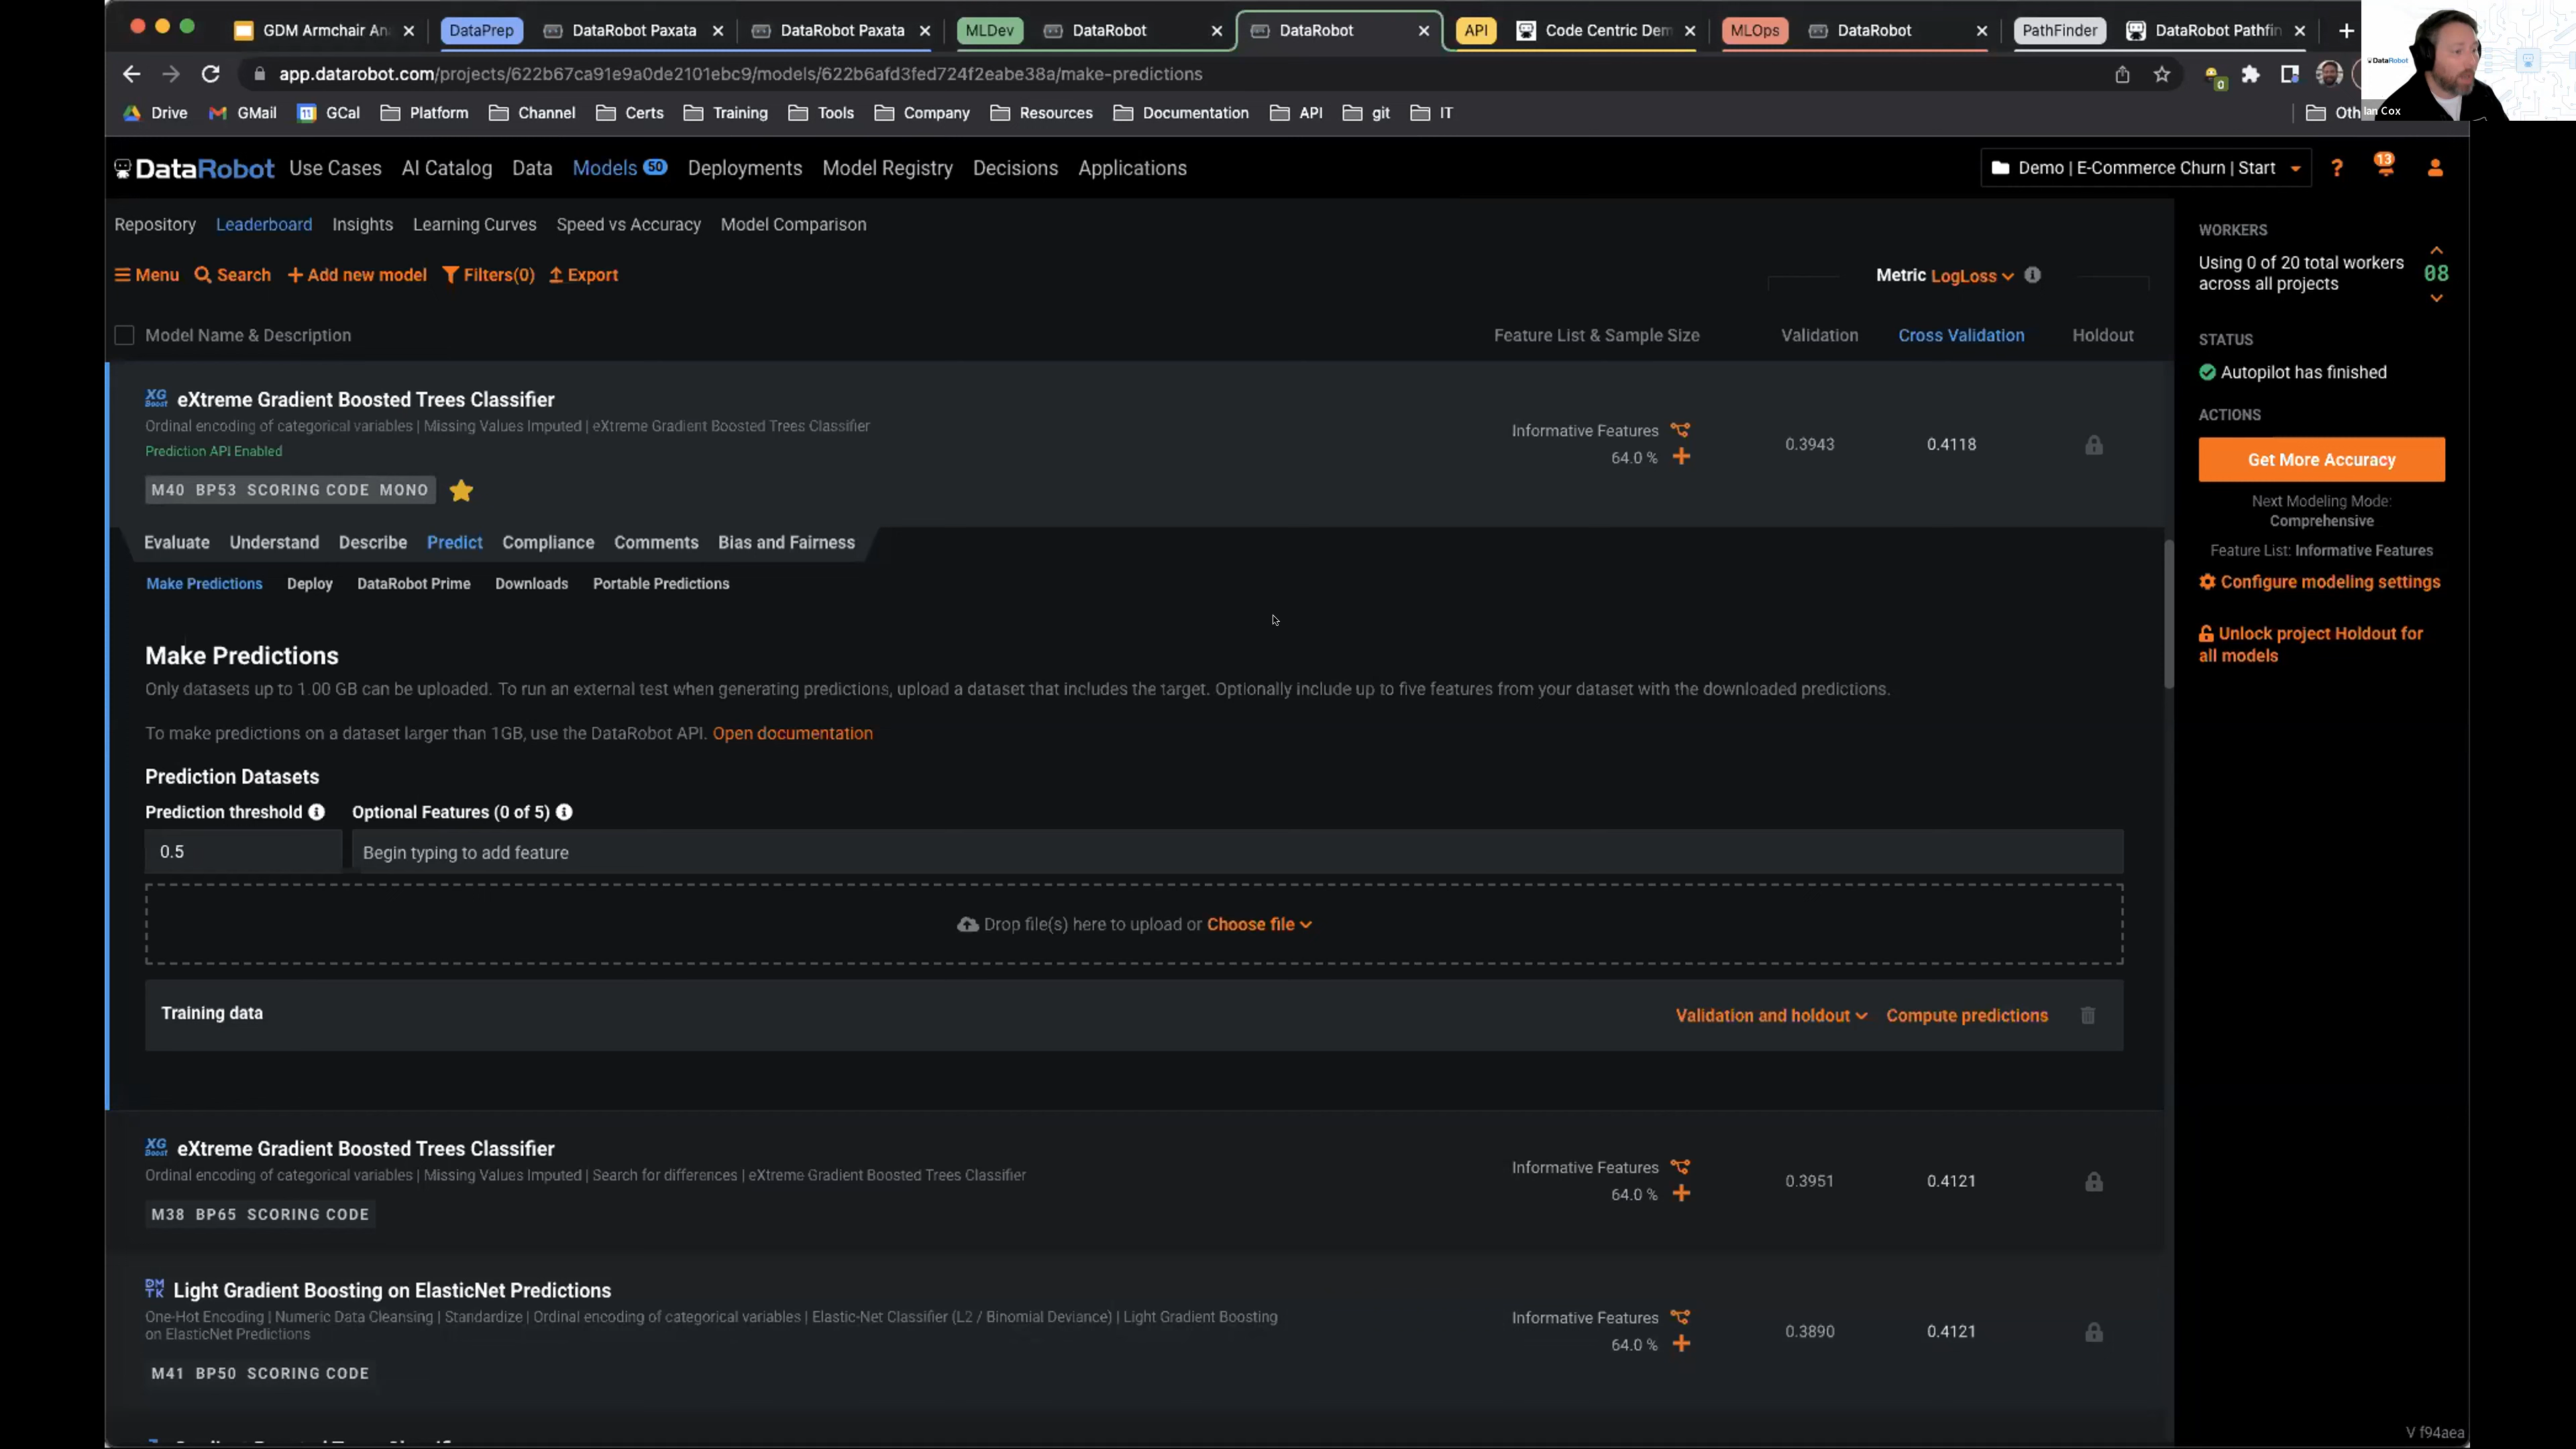 GDM Armchair An
DataPrep
DataRobot Paxata
DataRobot Paxata
MLDev
DataRobot
DataRobot
API
Code Centric Dem
MLOps
DataRobot
PathFinder
DataRobot Pathfin
app.datarobot.com/projects/622b67ca91e9a0de2101ebc9/models/622b6afd3fed724f2eabe38a/make-predictions
0
DataRobot
Ian Cox
Drive
GMail
11
GCal
Platform
Channel
Certs
Training
Tools
Company
Resources
Documentation
API
git
IT
Oth
DataRobot
Use Cases
AI Catalog
Data
Models 50
Deployments
Model Registry
Decisions
Applications
Demo | E-Commerce Churn | Start
?
13
Repository
Leaderboard
Insights
Learning Curves
Speed vs Accuracy
Model Comparison
Menu
Search
Add new model
Filters(0)
Export
Metric LogLoss
Model Name & Description
Feature List & Sample Size
Validation
Cross Validation
Holdout
XG Boost
eXtreme Gradient Boosted Trees Classifier
Ordinal encoding of categorical variables | Missing Values Imputed | eXtreme Gradient Boosted Trees Classifier
Prediction API Enabled
M40 BP53 SCORING CODE MONO
Informative Features
64.0 %
0.3943
0.4118
Evaluate
Understand
Describe
Predict
Compliance
Comments
Bias and Fairness
Make Predictions
Deploy
DataRobot Prime
Downloads
Portable Predictions
Make Predictions
Only datasets up to 1.00 GB can be uploaded. To run an external test when generating predictions, upload a dataset that includes the target. Optionally include up to five features from your dataset with the downloaded predictions.
To make predictions on a dataset larger than 1GB, use the DataRobot API. Open documentation
Prediction Datasets
Prediction threshold
Optional Features (0 of 5)
0.5
Begin typing to add feature
Drop file(s) here to upload or Choose file
Training data
Validation and holdout
Compute predictions
XG Boost
eXtreme Gradient Boosted Trees Classifier
Ordinal encoding of categorical variables | Missing Values Imputed | Search for differences | eXtreme Gradient Boosted Trees Classifier
M38 BP65 SCORING CODE
Informative Features
64.0 %
0.3951
0.4121
DM TK
Light Gradient Boosting on ElasticNet Predictions
One-Hot Encoding | Numeric Data Cleansing | Standardize | Ordinal encoding of categorical variables | Elastic-Net Classifier (L2 / Binomial Deviance) | Light Gradient Boosting
on ElasticNet Predictions
M41 BP50 SCORING CODE
Informative Features
64.0 %
0.3890
0.4121
WORKERS
Using 0 of 20 total workers
across all projects
08
STATUS
Autopilot has finished
ACTIONS
Get More Accuracy
Next Modeling Mode:
Comprehensive
Feature List: Informative Features
Configure modeling settings
Unlock project Holdout for
all models
V f94aea